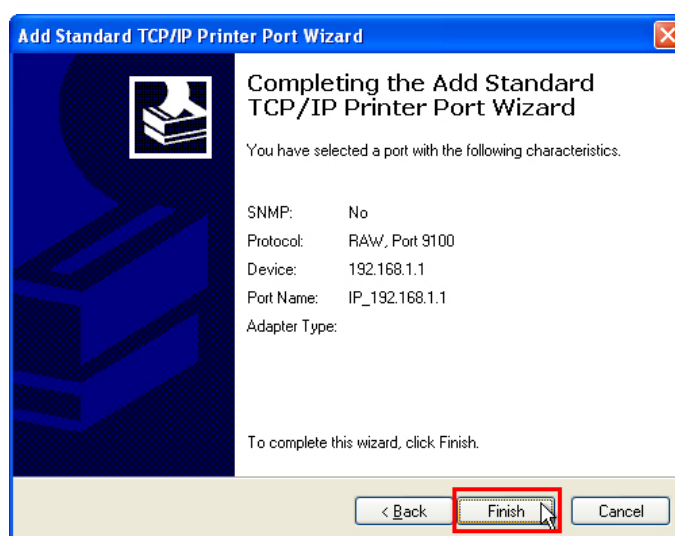 Add Standard TCP/IP Printer Port Wizard
Completing the Add Standard
TCP/IP Printer Port Wizard
You have selected a port with the following characteristics.
SNMP: No
Protocol: RAW, Port 9100
Device: 192.168.1.1
Port Name: IP_192.168.1.1
Adapter Type:
To complete this wizard, click Finish.
< Back Finish Cancel